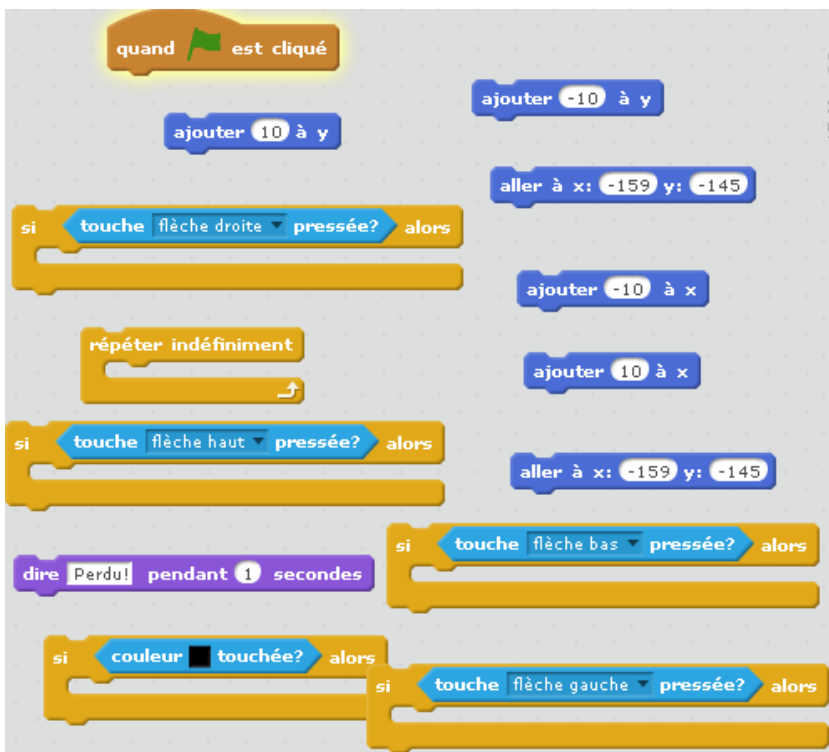 quand est cliqué
ajouter -10 à y
ajouter 10 à y
aller à x: -159 y: -145
si touche flèche droite pressée? alors
ajouter -10 à x
répéter indéfiniment
ajouter 10 à x
si touche flèche haut pressée? alors
aller à x: -159 y: -145
si touche flèche bas pressée? alors
dire Perdu! pendant 1 secondes
si couleur touchée? alors
si touche flèche gauche pressée? alors